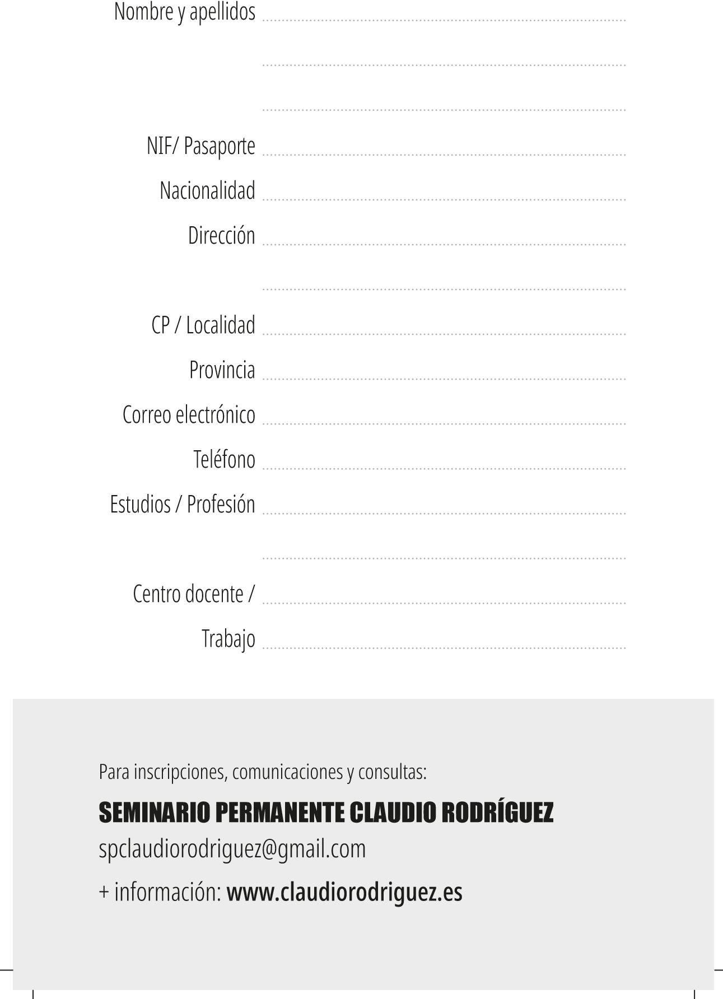 Nombre y apellidos
NIF/ Pasaporte
Nacionalidad
Dirección
CP / Localidad
Provincia
Correo electrónico
Teléfono
Estudios / Profesión
Centro docente /
Trabajo
Para inscripciones, comunicaciones y consultas:
SEMINARIO PERMANENTE CLAUDIO RODRÍGUEZ
spclaudiorodriguez@gmail.com
+ información: www.claudiorodriguez.es